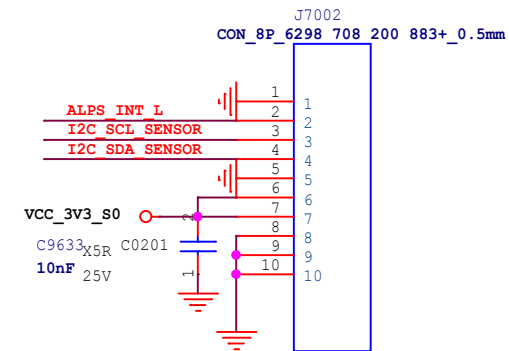 J7002
CON_8P_6298 708 200 883+_0.5mm
1 1
ALPS_INT_L 2 2
I2C_SCL_SENSOR 3 3
I2C_SDA_SENSOR 4 4
5 5
6 6
VCC_3V3_S0 2 7 7
8 8
C9633 X5R C0201 9 9
10nF 25V 1 10 10